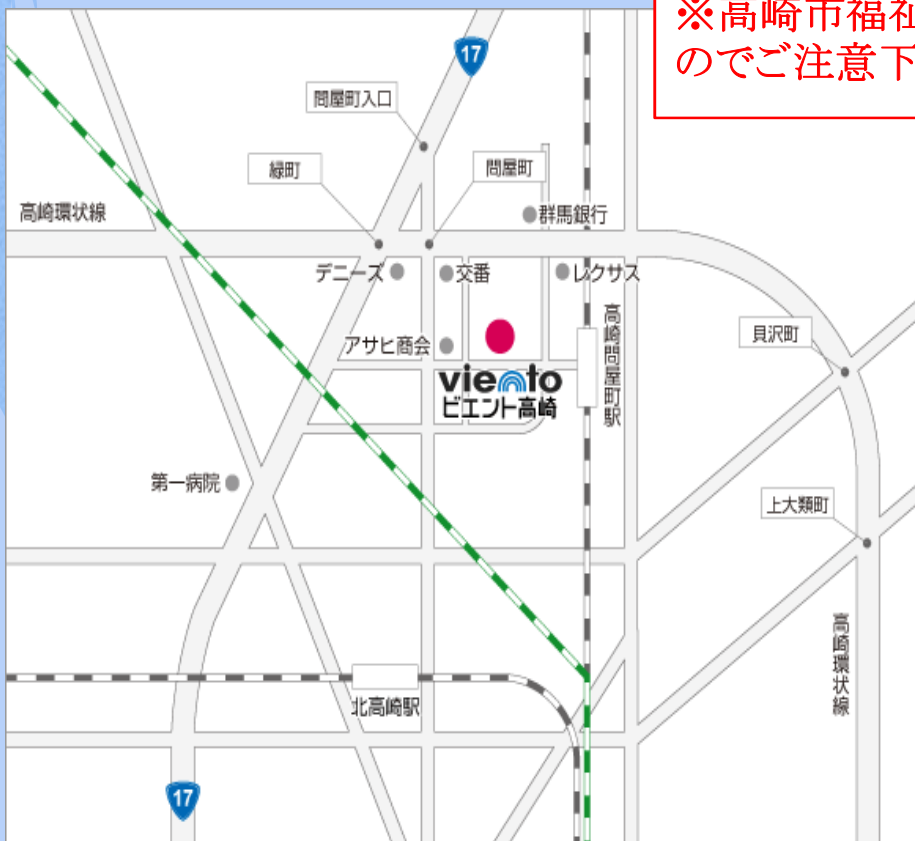 ※高崎市福祉
のでご注意下
17
問屋町入口
緑町
問屋町
高崎環状線
群馬銀行
デニーズ
交番
レクサス
高崎問屋町駅
貝沢町
アサヒ商会
viento
ビエント高崎
第一病院
上大類町
高崎環状線
北高崎駅
17